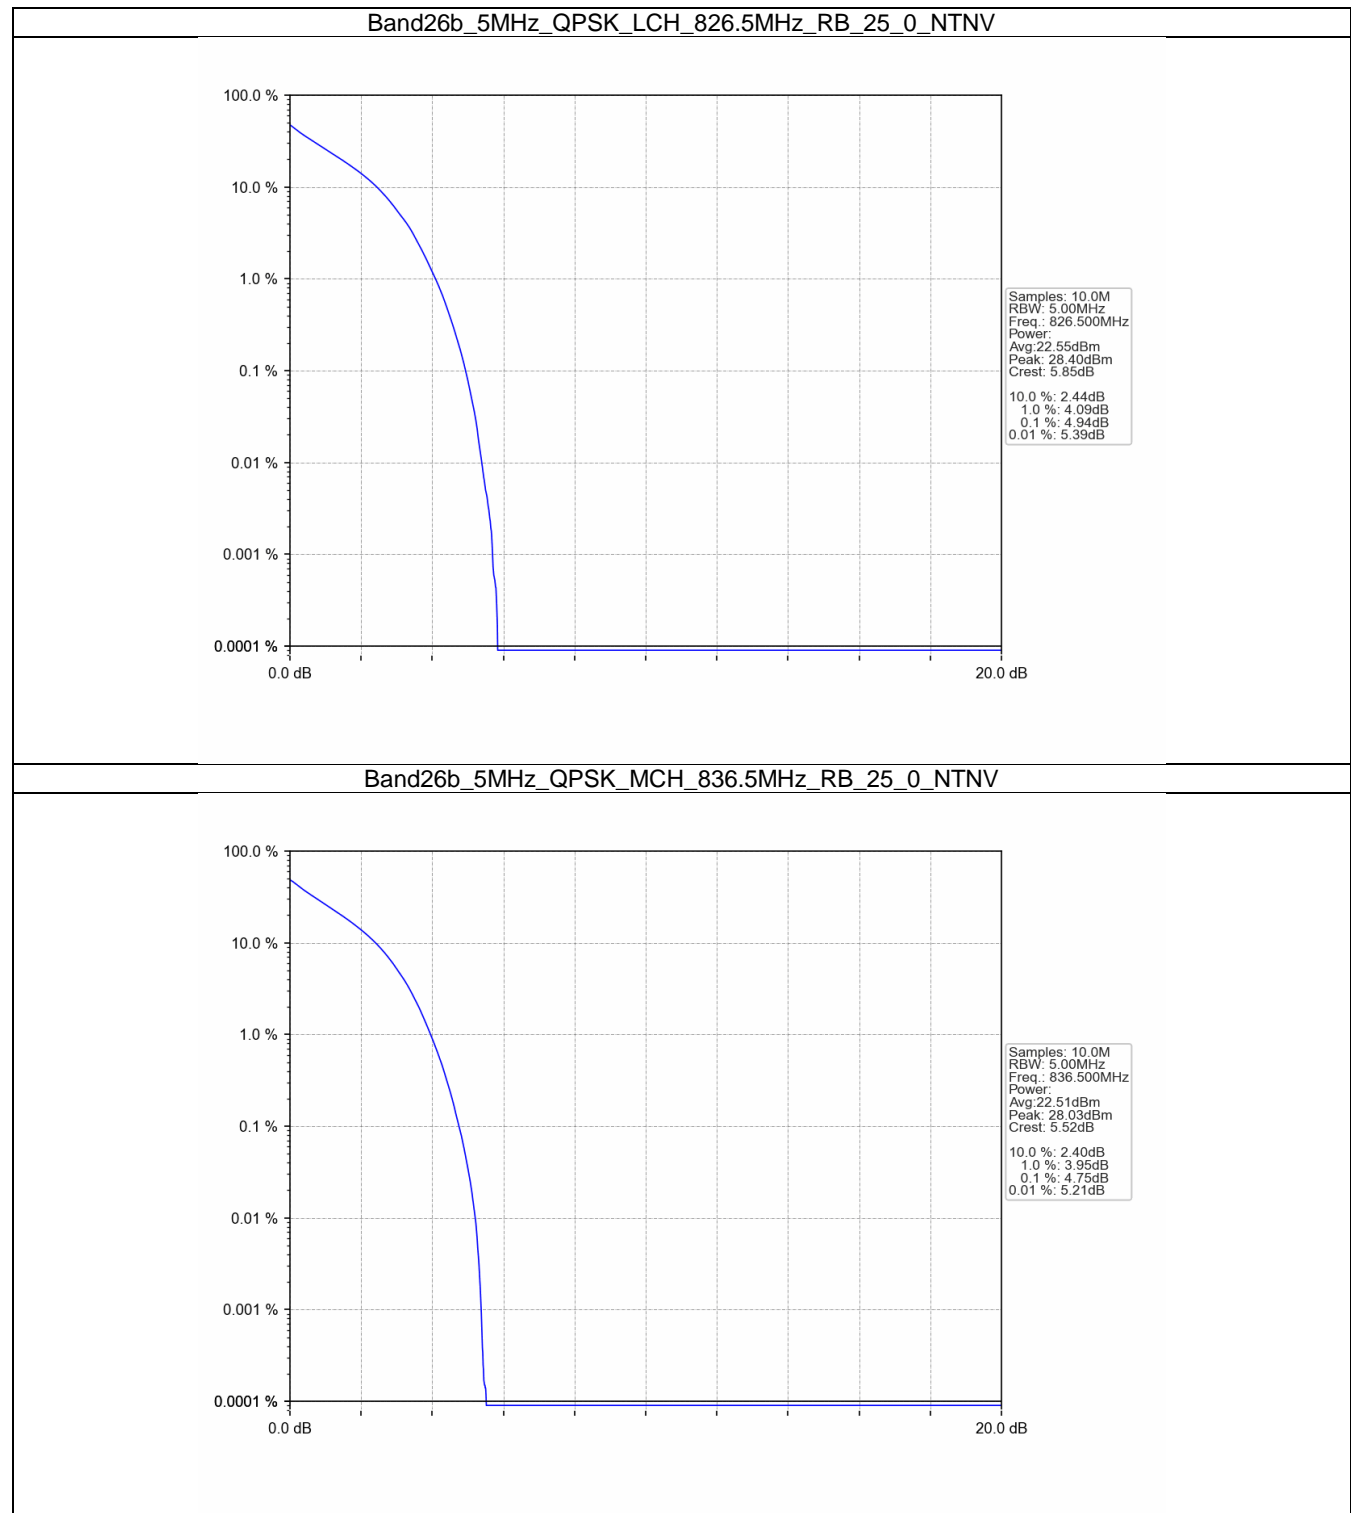 Band26b_5MHz_QPSK_LCH_826.5MHz_RB_25_0_NTNV
100.0 %
10.0 %
1.0 %
0.1 %
0.01 %
0.001 %
0.0001 %
0.0 dB
20.0 dB
Samples: 10.0M
RBW: 5.00MHz
Freq.: 826.500MHz
Power:
Avg:22.55dBm
Peak: 28.40dBm
Crest: 5.85dB
10.0 %: 2.44dB
1.0 %: 4.09dB
0.1 %: 4.94dB
0.01 %: 5.39dB
Band26b_5MHz_QPSK_MCH_836.5MHz_RB_25_0_NTNV
100.0 %
10.0 %
1.0 %
0.1 %
0.01 %
0.001 %
0.0001 %
0.0 dB
20.0 dB
Samples: 10.0M
RBW: 5.00MHz
Freq.: 836.500MHz
Power:
Avg:22.51dBm
Peak: 28.03dBm
Crest: 5.52dB
10.0 %: 2.40dB
1.0 %: 3.95dB
0.1 %: 4.75dB
0.01 %: 5.21dB